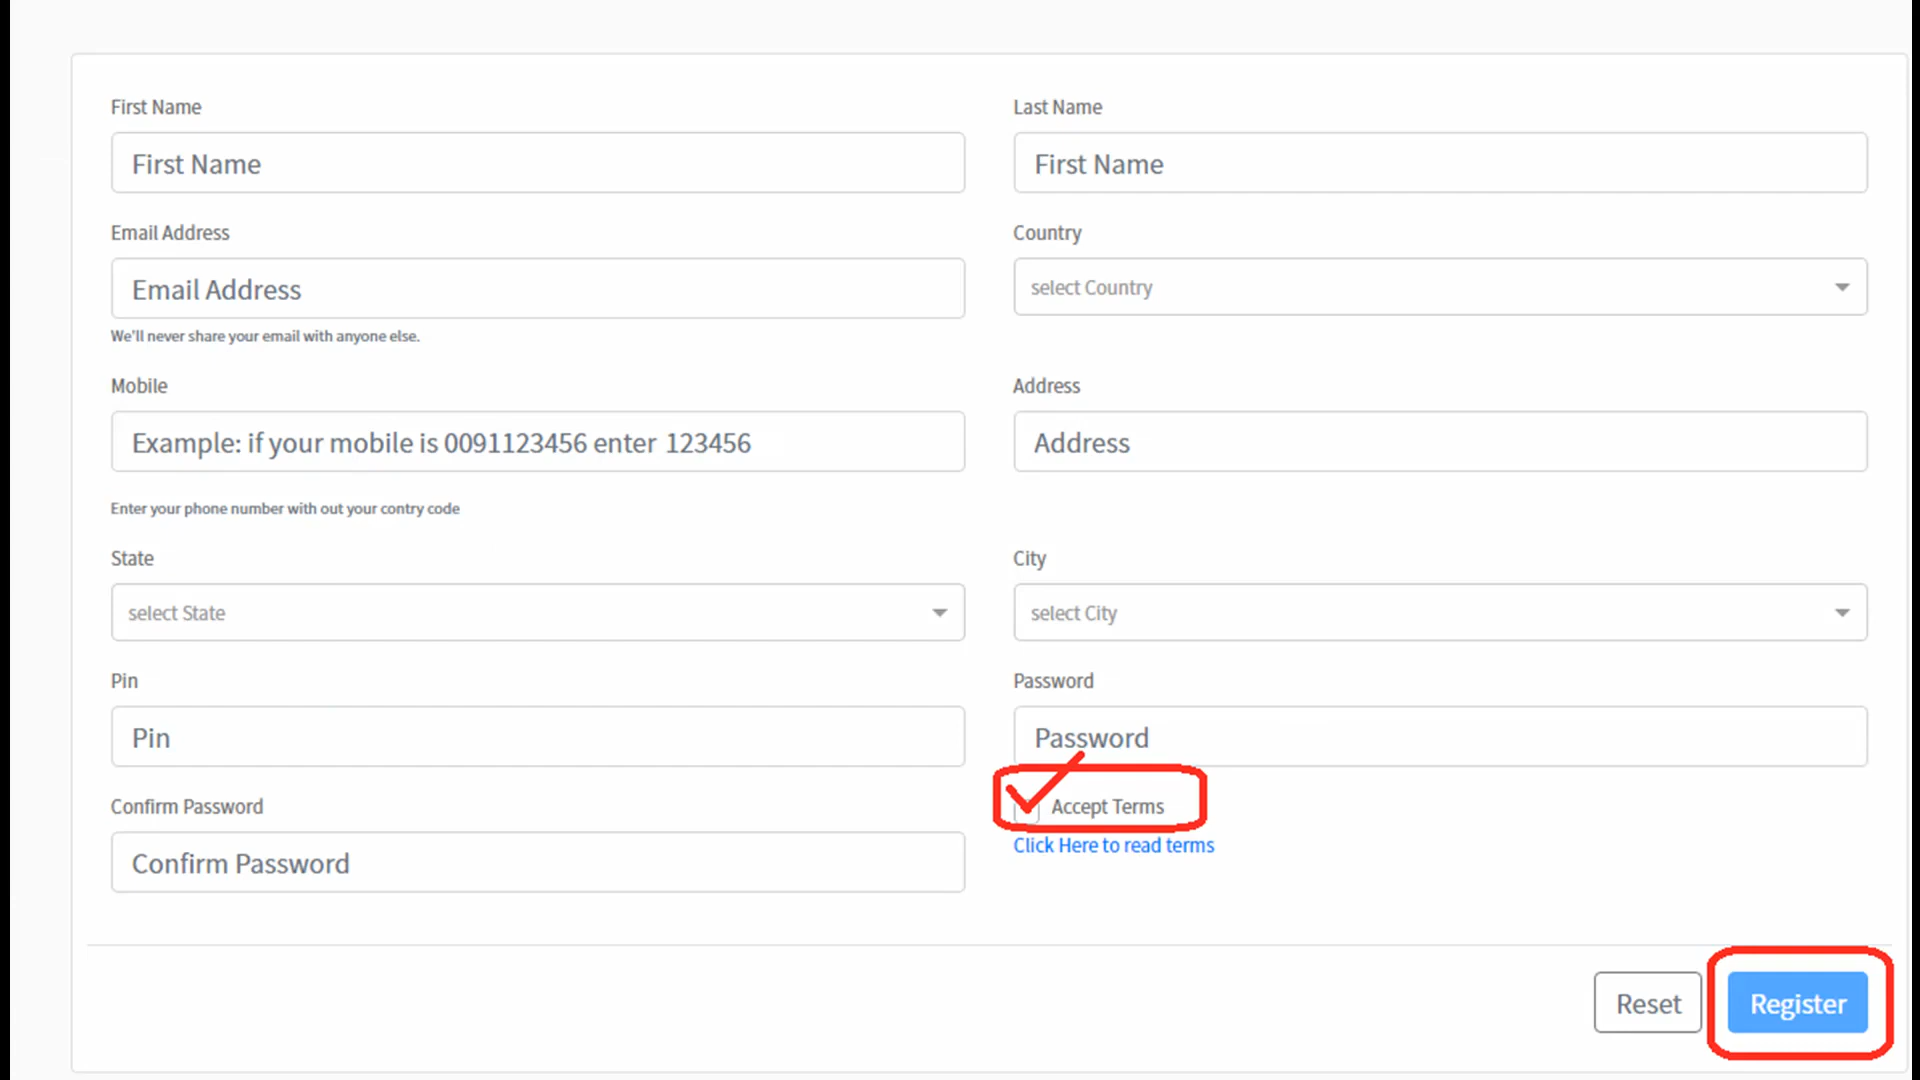 First Name
Last Name
First Name
First Name
Email Address
Country
Email Address
select Country
We'll never share your email with anyone else.
Mobile
Address
Example: if your mobile is 0091123456 enter 123456
Address
Enter your phone number with out your contry code
State
City
select State
select City
Pin
Password
Pin
Password
Confirm Password
Accept Terms
Click Here to read terms
Confirm Password
Reset
Register